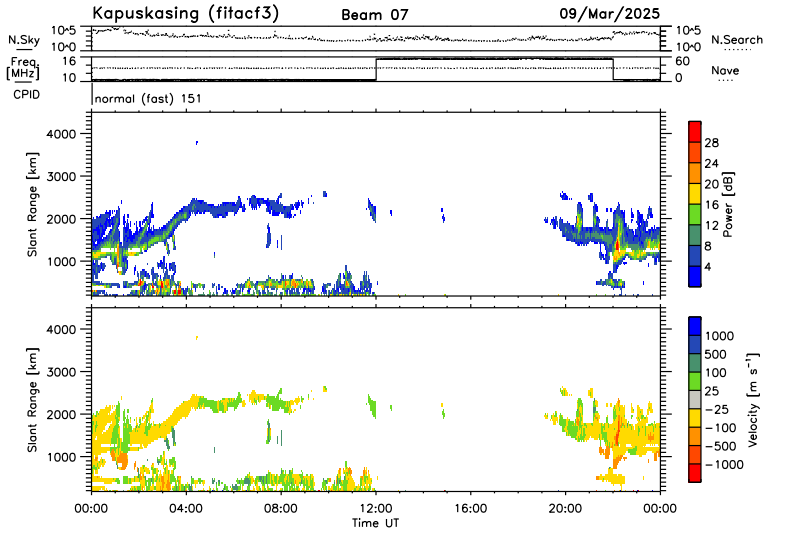 Kapuskasing (fitacf3) Beam 07 09/Mar/2025
N.Sky 10^5 10^0 10^5 10^0 N.Search
Freq. [MHz] 16 10 60 0 Nave
CPID normal (fast) 151
Slant Range [km] 4000 3000 2000 1000
Power [dB] 28 24 20 16 12 8 4
Slant Range [km] 4000 3000 2000 1000
Velocity [m s⁻¹] 1000 500 100 25 −25 −100 −500 −1000
00:00 04:00 08:00 12:00 16:00 20:00 00:00
Time UT